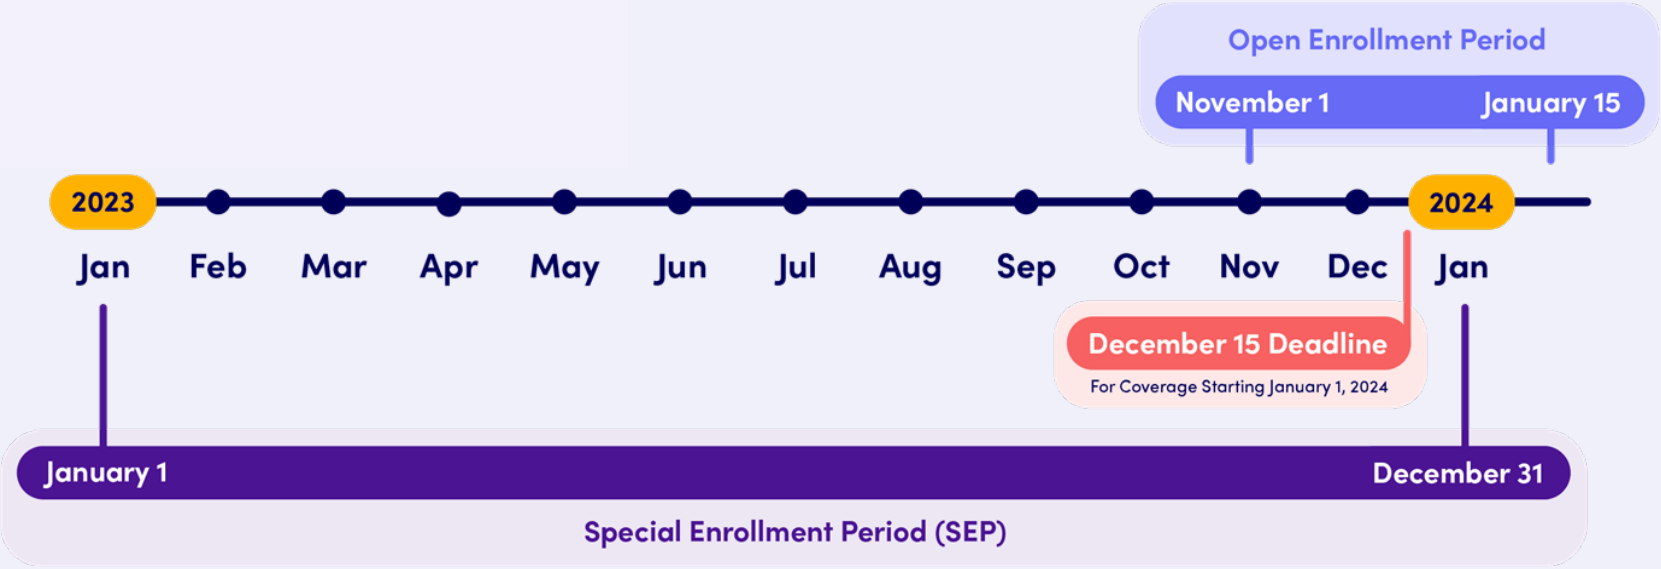 Open Enrollment Period
November 1 January 15
2023 2024
Jan Feb Mar Apr May Jun Jul Aug Sep Oct Nov Dec Jan
December 15 Deadline
For Coverage Starting January 1, 2024
January 1 December 31
Special Enrollment Period (SEP)